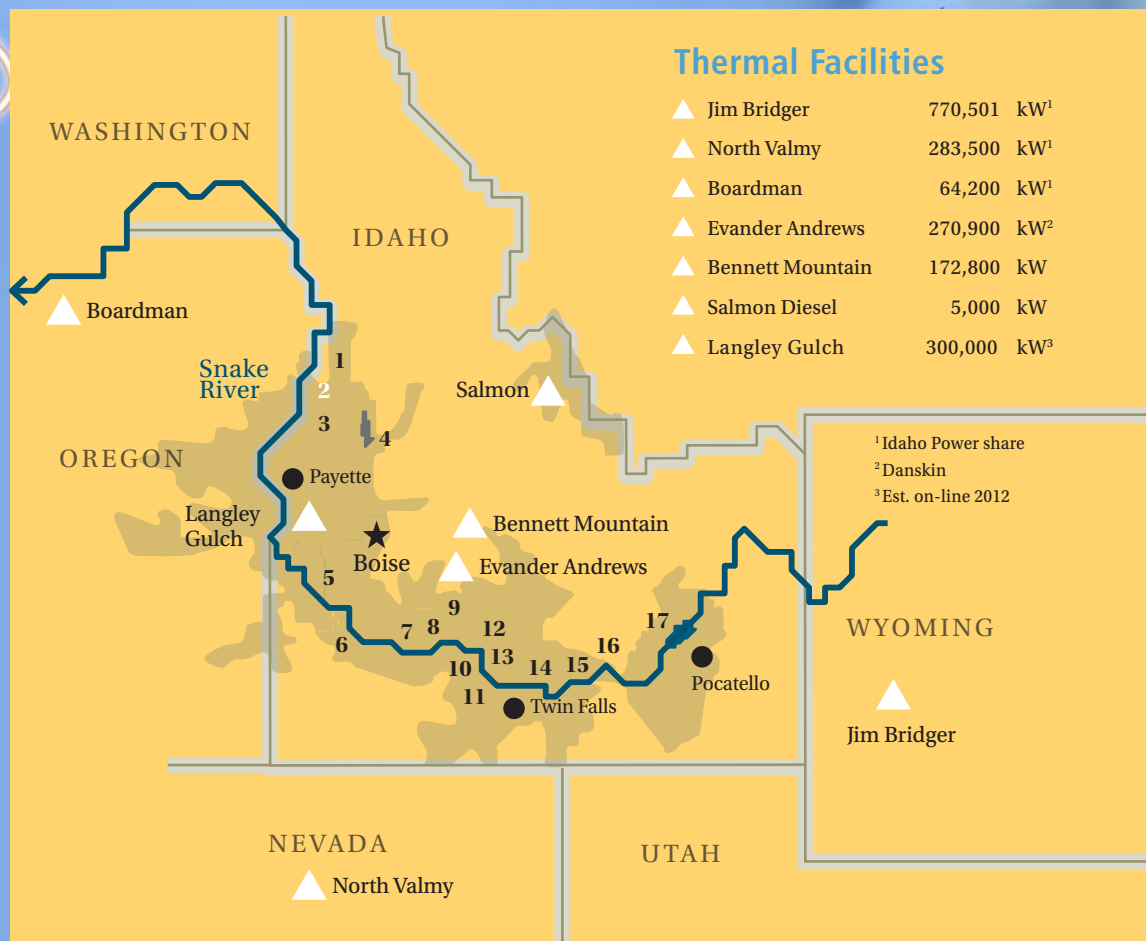 Thermal Facilities
Jim Bridger 770,501 kW¹
North Valmy 283,500 kW¹
Boardman 64,200 kW¹
Evander Andrews 270,900 kW²
Bennett Mountain 172,800 kW
Salmon Diesel 5,000 kW
Langley Gulch 300,000 kW³
¹ Idaho Power share
² Danskin
³ Est. on-line 2012
WASHINGTON
IDAHO
Boardman
Snake
River
1
2
3
4
Salmon
OREGON
Payette
Langley
Gulch
Boise
Bennett Mountain
Evander Andrews
5
6
7
8
9
10
11
12
13
14
15
16
17
Twin Falls
Pocatello
WYOMING
Jim Bridger
NEVADA
North Valmy
UTAH